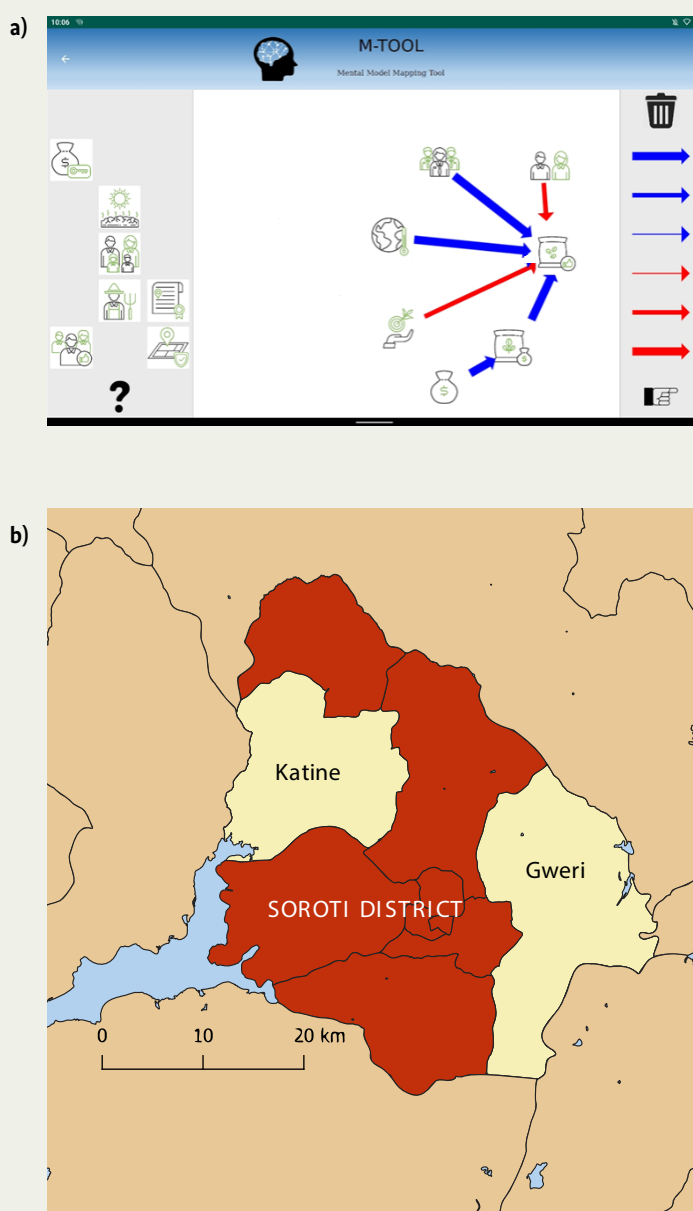 a)
10:06
M-TOOL
Mental Model Mapping Tool
$
$
$
?
b)
Katine
Gweri
SOROTI DISTRICT
0 10 20 km